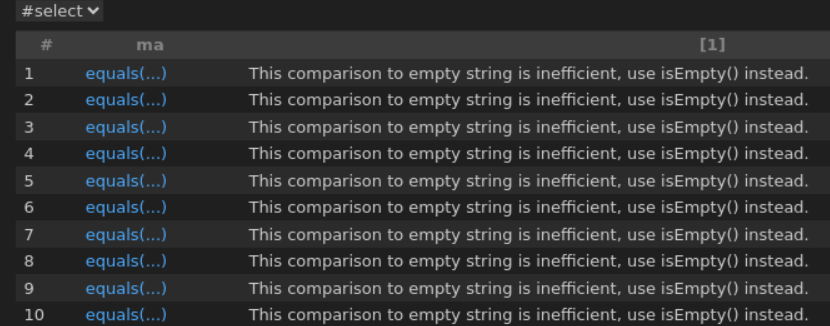 #select
# ma [1]
1 equals(...) This comparison to empty string is inefficient, use isEmpty() instead.
2 equals(...) This comparison to empty string is inefficient, use isEmpty() instead.
3 equals(...) This comparison to empty string is inefficient, use isEmpty() instead.
4 equals(...) This comparison to empty string is inefficient, use isEmpty() instead.
5 equals(...) This comparison to empty string is inefficient, use isEmpty() instead.
6 equals(...) This comparison to empty string is inefficient, use isEmpty() instead.
7 equals(...) This comparison to empty string is inefficient, use isEmpty() instead.
8 equals(...) This comparison to empty string is inefficient, use isEmpty() instead.
9 equals(...) This comparison to empty string is inefficient, use isEmpty() instead.
10 equals(...) This comparison to empty string is inefficient, use isEmpty() instead.